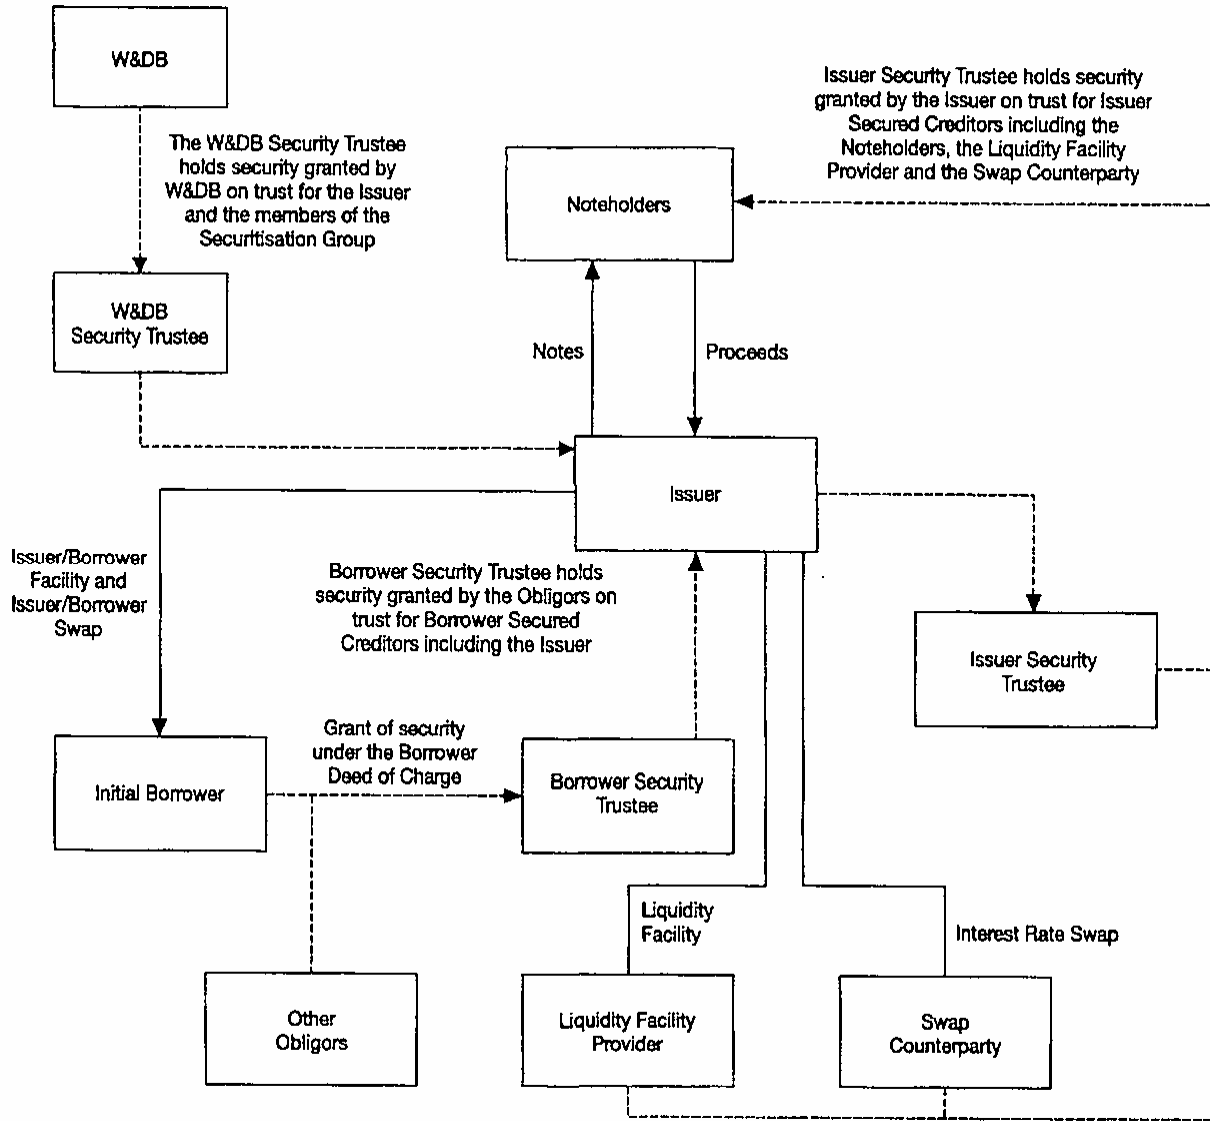 W&DB
The W&DB Security Trustee
holds security granted by
W&DB on trust for the Issuer
and the members of the
Securitisation Group
Issuer Security Trustee holds security
granted by the Issuer on trust for Issuer
Secured Creditors including the
Noteholders, the Liquidity Facility
Provider and the Swap Counterparty
Noteholders
W&DB
Security Trustee
Notes
Proceeds
Issuer
Issuer/Borrower
Facility and
Issuer/Borrower
Swap
Borrower Security Trustee holds
security granted by the Obligors on
trust for Borrower Secured
Creditors including the Issuer
Issuer Security
Trustee
Grant of security
under the Borrower
Deed of Charge
Initial Borrower
Borrower Security
Trustee
Liquidity
Facility
Interest Rate Swap
Other
Obligors
Liquidity Facility
Provider
Swap
Counterparty